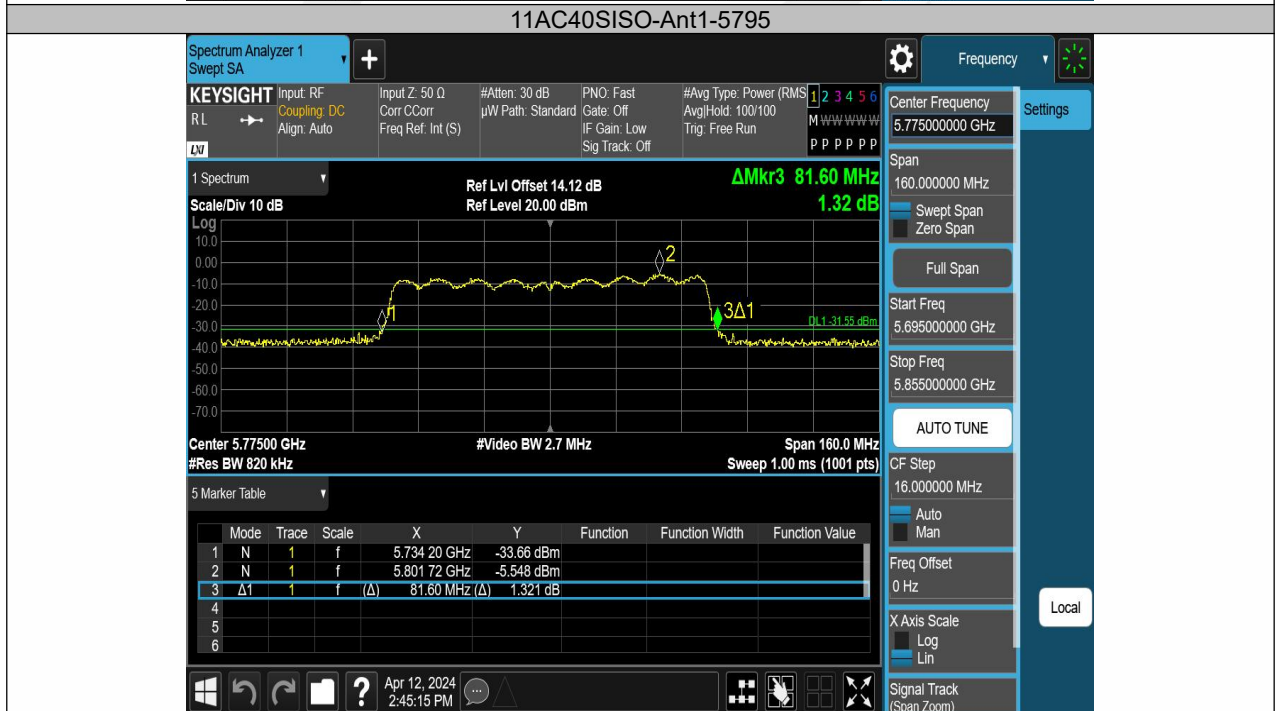 11AC40SISO-Ant1-5795
Spectrum Analyzer 1
Swept SA
+
Frequency
KEYSIGHT
RL
LXI
Input: RF
Coupling: DC
Align: Auto
Input Z: 50 Ω
Corr CCorr
Freq Ref: Int (S)
#Atten: 30 dB
µW Path: Standard
PNO: Fast
Gate: Off
IF Gain: Low
Sig Track: Off
#Avg Type: Power (RMS
Avg|Hold: 100/100
Trig: Free Run
1 2 3 4 5 6
M W W W W W
P P P P P P
1 Spectrum
Scale/Div 10 dB
Ref Lvl Offset 14.12 dB
Ref Level 20.00 dBm
ΔMkr3 81.60 MHz
1.32 dB
Log
10.0
0.00
-10.0
-20.0
-30.0
-40.0
-50.0
-60.0
-70.0
1
2
3Δ1
DL1 -31.55 dBm
Center 5.77500 GHz
#Video BW 2.7 MHz
Span 160.0 MHz
#Res BW 820 kHz
Sweep 1.00 ms (1001 pts)
5 Marker Table
Mode Trace Scale X Y Function Function Width Function Value
1 N 1 f 5.734 20 GHz -33.66 dBm
2 N 1 f 5.801 72 GHz -5.548 dBm
3 Δ1 1 f (Δ) 81.60 MHz (Δ) 1.321 dB
4
5
6
Center Frequency
5.775000000 GHz
Settings
Span
160.000000 MHz
Swept Span
Zero Span
Full Span
Start Freq
5.695000000 GHz
Stop Freq
5.855000000 GHz
AUTO TUNE
CF Step
16.000000 MHz
Auto
Man
Freq Offset
0 Hz
X Axis Scale
Log
Lin
Local
Signal Track
(Span Zoom)
?
Apr 12, 2024
2:45:15 PM